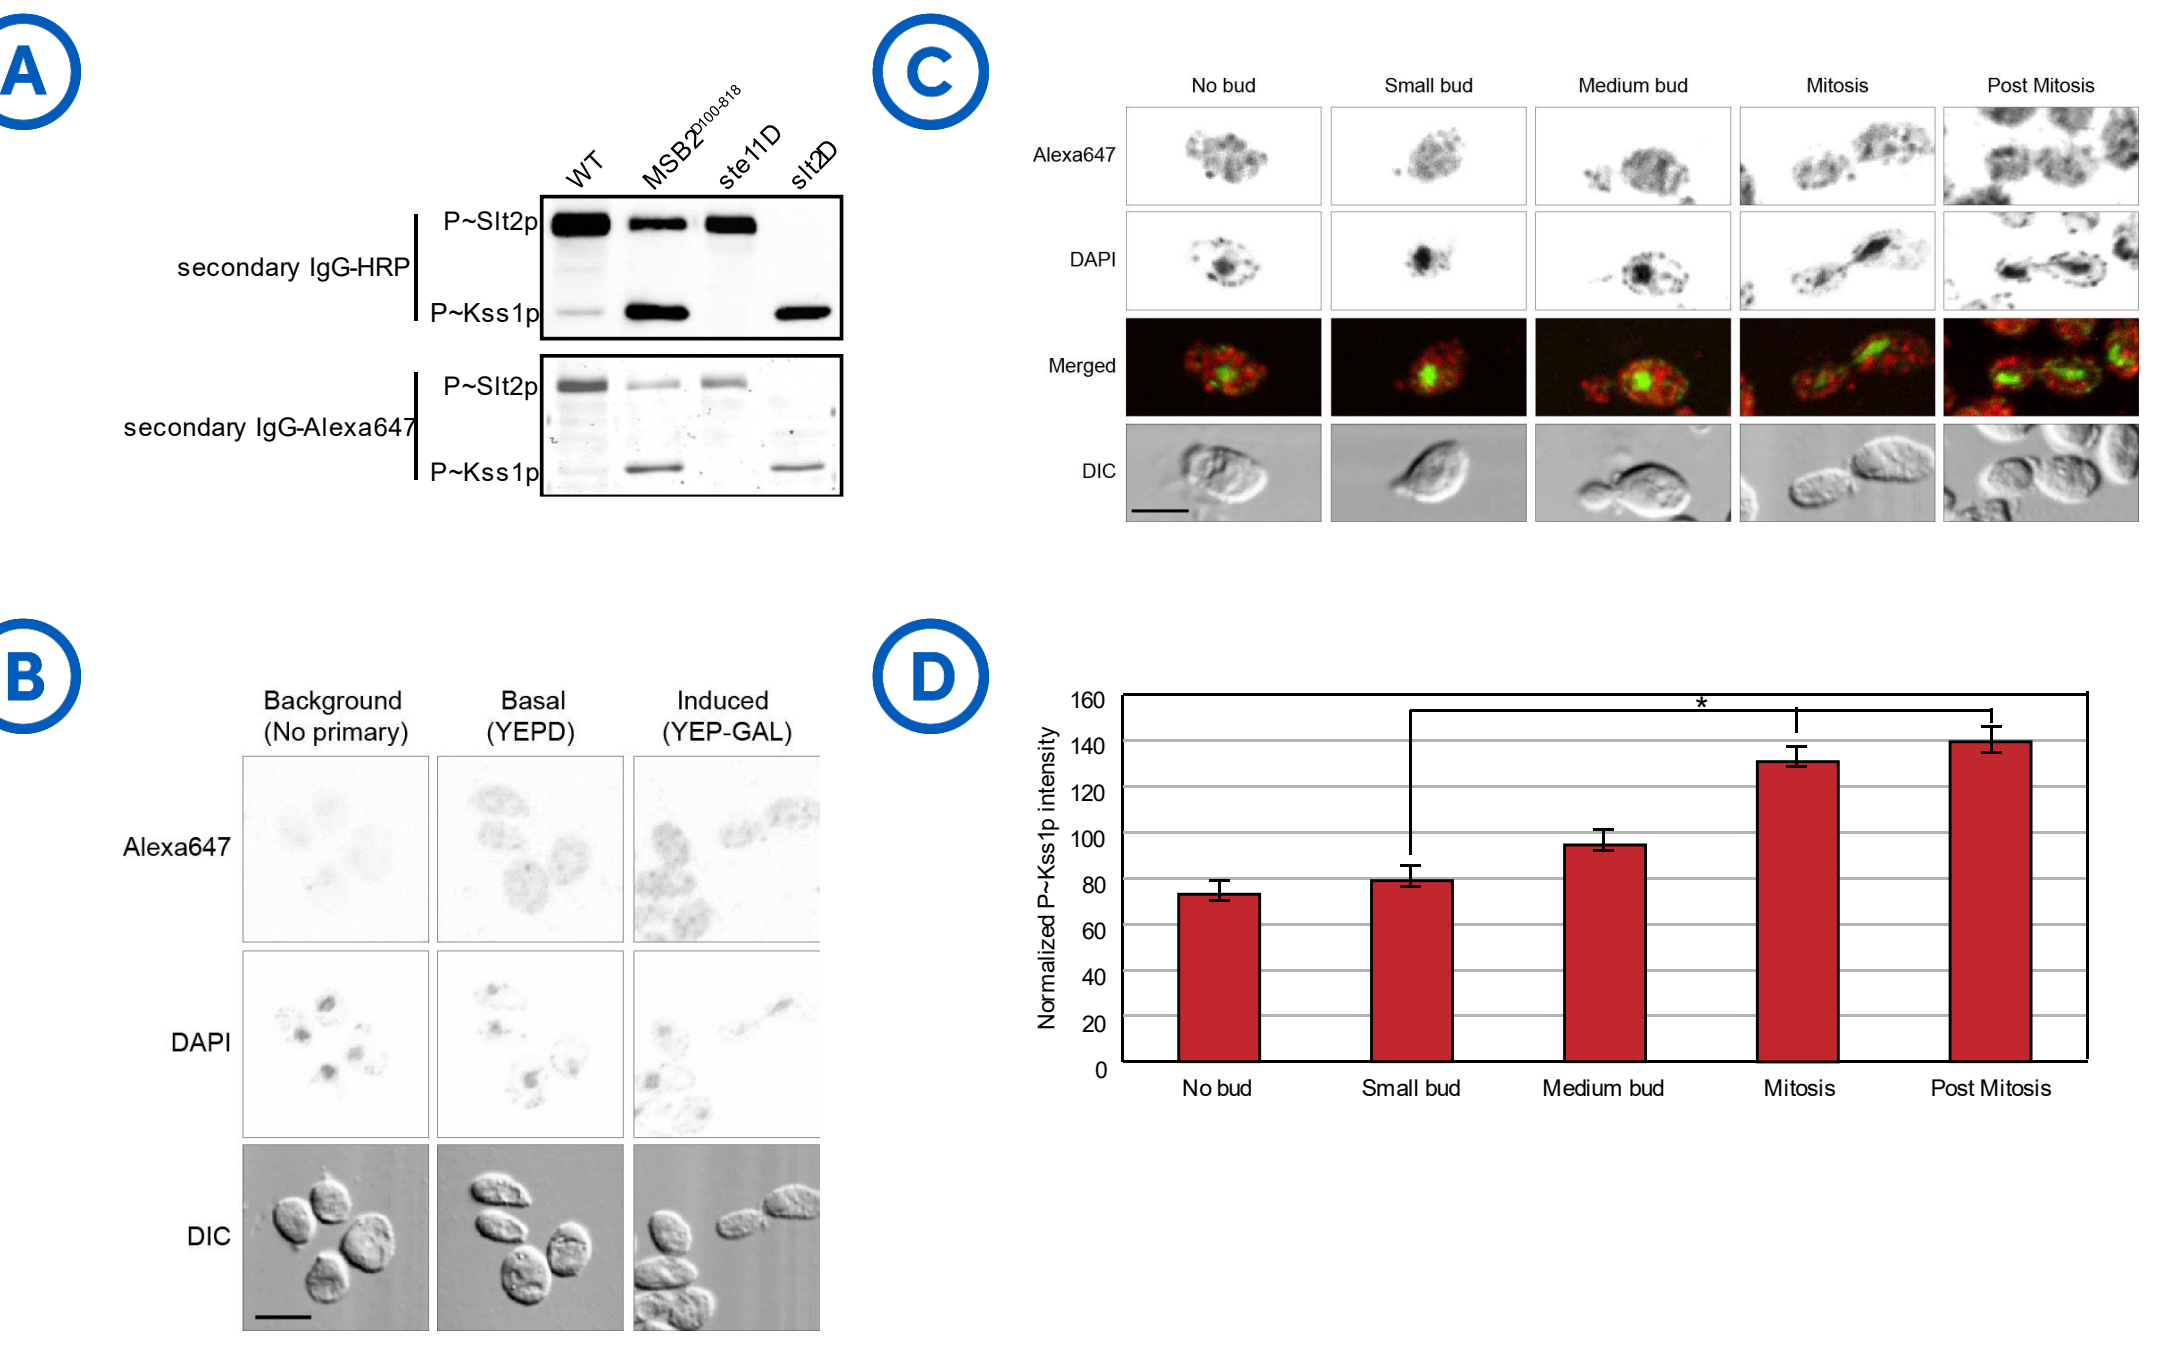 A
WT
MSB2D100-818
ste11D
slt2D
secondary IgG-HRP
P~Slt2p
P~Kss1p
secondary IgG-Alexa647
P~Slt2p
P~Kss1p
B
Background
(No primary)
Basal
(YEPD)
Induced
(YEP-GAL)
Alexa647
DAPI
DIC
C
No bud
Small bud
Medium bud
Mitosis
Post Mitosis
Alexa647
DAPI
Merged
DIC
D
Normalized P~Kss1p intensity
160
140
120
100
80
60
40
20
0
*
No bud
Small bud
Medium bud
Mitosis
Post Mitosis